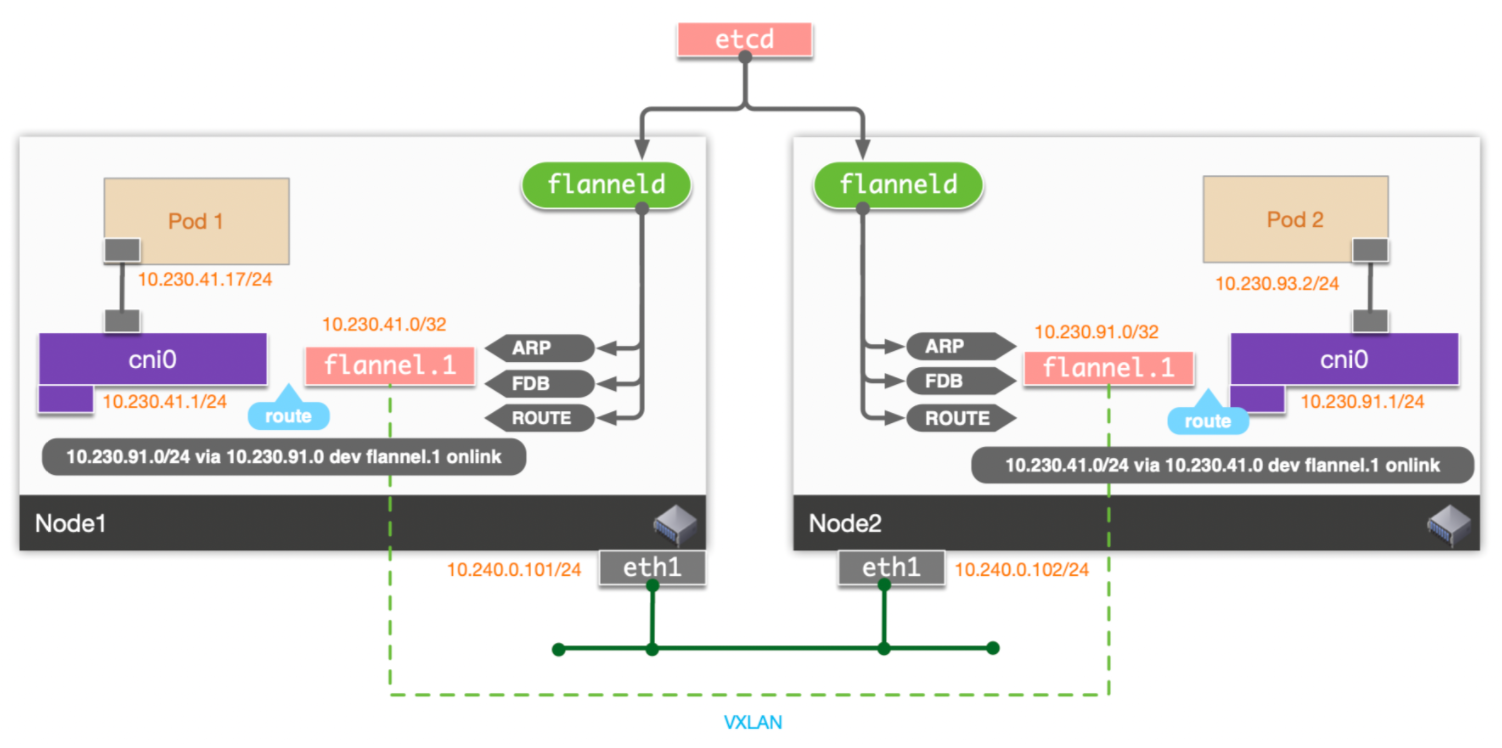 etcd
flanneld
flanneld
Pod 1
Pod 2
10.230.41.17/24
10.230.93.2/24
10.230.41.0/32
10.230.91.0/32
ARP
ARP
cni0
flannel.1
flannel.1
cni0
FDB
FDB
10.230.41.1/24
10.230.91.1/24
route
ROUTE
ROUTE
route
10.230.91.0/24 via 10.230.91.0 dev flannel.1 onlink
10.230.41.0/24 via 10.230.41.0 dev flannel.1 onlink
Node1
Node2
10.240.0.101/24
eth1
eth1
10.240.0.102/24
VXLAN